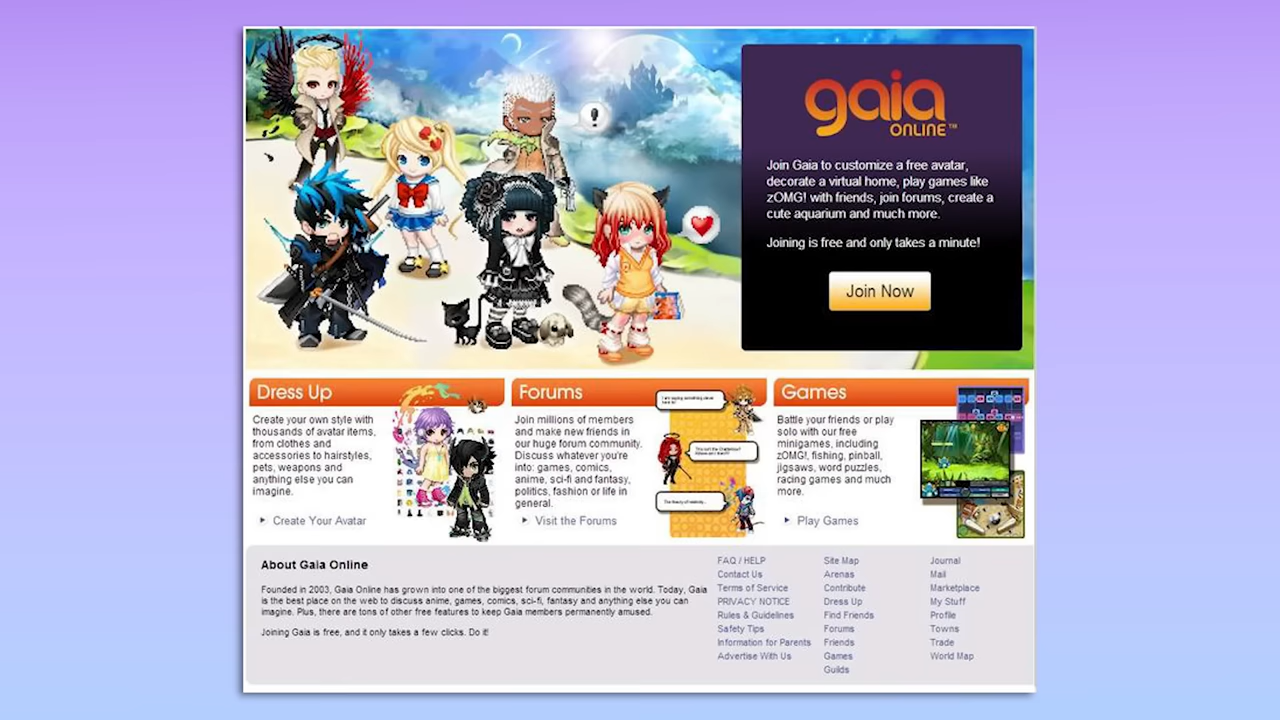 gaia
ONLINE™
Join Gaia to customize a free avatar,
decorate a virtual home, play games like
zOMG! with friends, join forums, create a
cute aquarium and much more.
Joining is free and only takes a minute!
Join Now
!
Dress Up
Create your own style with
thousands of avatar items,
from clothes and
accessories to hairstyles,
pets, weapons and
anything else you can
imagine.
Create Your Avatar
Forums
Join millions of members
and make new friends in
our huge forum community.
Discuss whatever you're
into: games, comics,
anime, sci-fi and fantasy,
politics, fashion or life in
general.
Visit the Forums
Games
Battle your friends or play
solo with our free
minigames, including
zOMG!, fishing, pinball,
jigsaws, word puzzles,
racing games and much
more.
Play Games
About Gaia Online
Founded in 2003, Gaia Online has grown into one of the biggest forum communities in the world. Today, Gaia
is the best place on the web to discuss anime, games, comics, sci-fi, fantasy and anything else you can
imagine. Plus, there are tons of other free features to keep Gaia members permanently amused.
Joining Gaia is free, and it only takes a few clicks. Do it!
FAQ / HELP
Contact Us
Terms of Service
PRIVACY NOTICE
Rules & Guidelines
Safety Tips
Information for Parents
Advertise With Us
Site Map
Arenas
Contribute
Dress Up
Find Friends
Forums
Friends
Games
Guilds
Journal
Mail
Marketplace
My Stuff
Profile
Towns
Trade
World Map